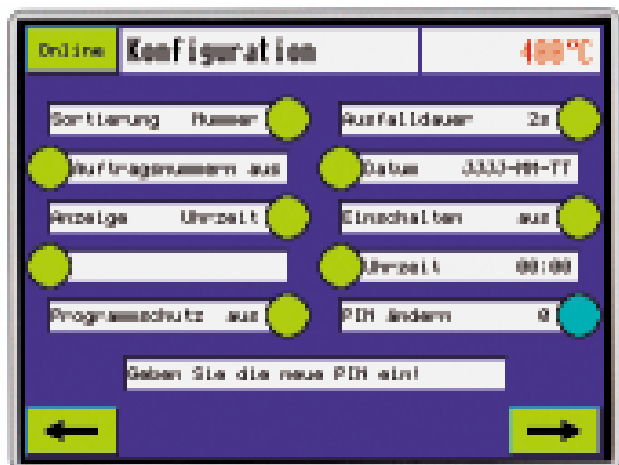 Online Konfiguration 400°C
Sortierung Nummer
Ausfalldauer 2s
Auftragsnummern aus
Datum JJJJ-MM-TT
Anzeige Uhrzeit
Einschalten aus
Uhrzeit 00:00
Programmschutz aus
PIN ändern 0
Geben Sie die neue PIN ein!